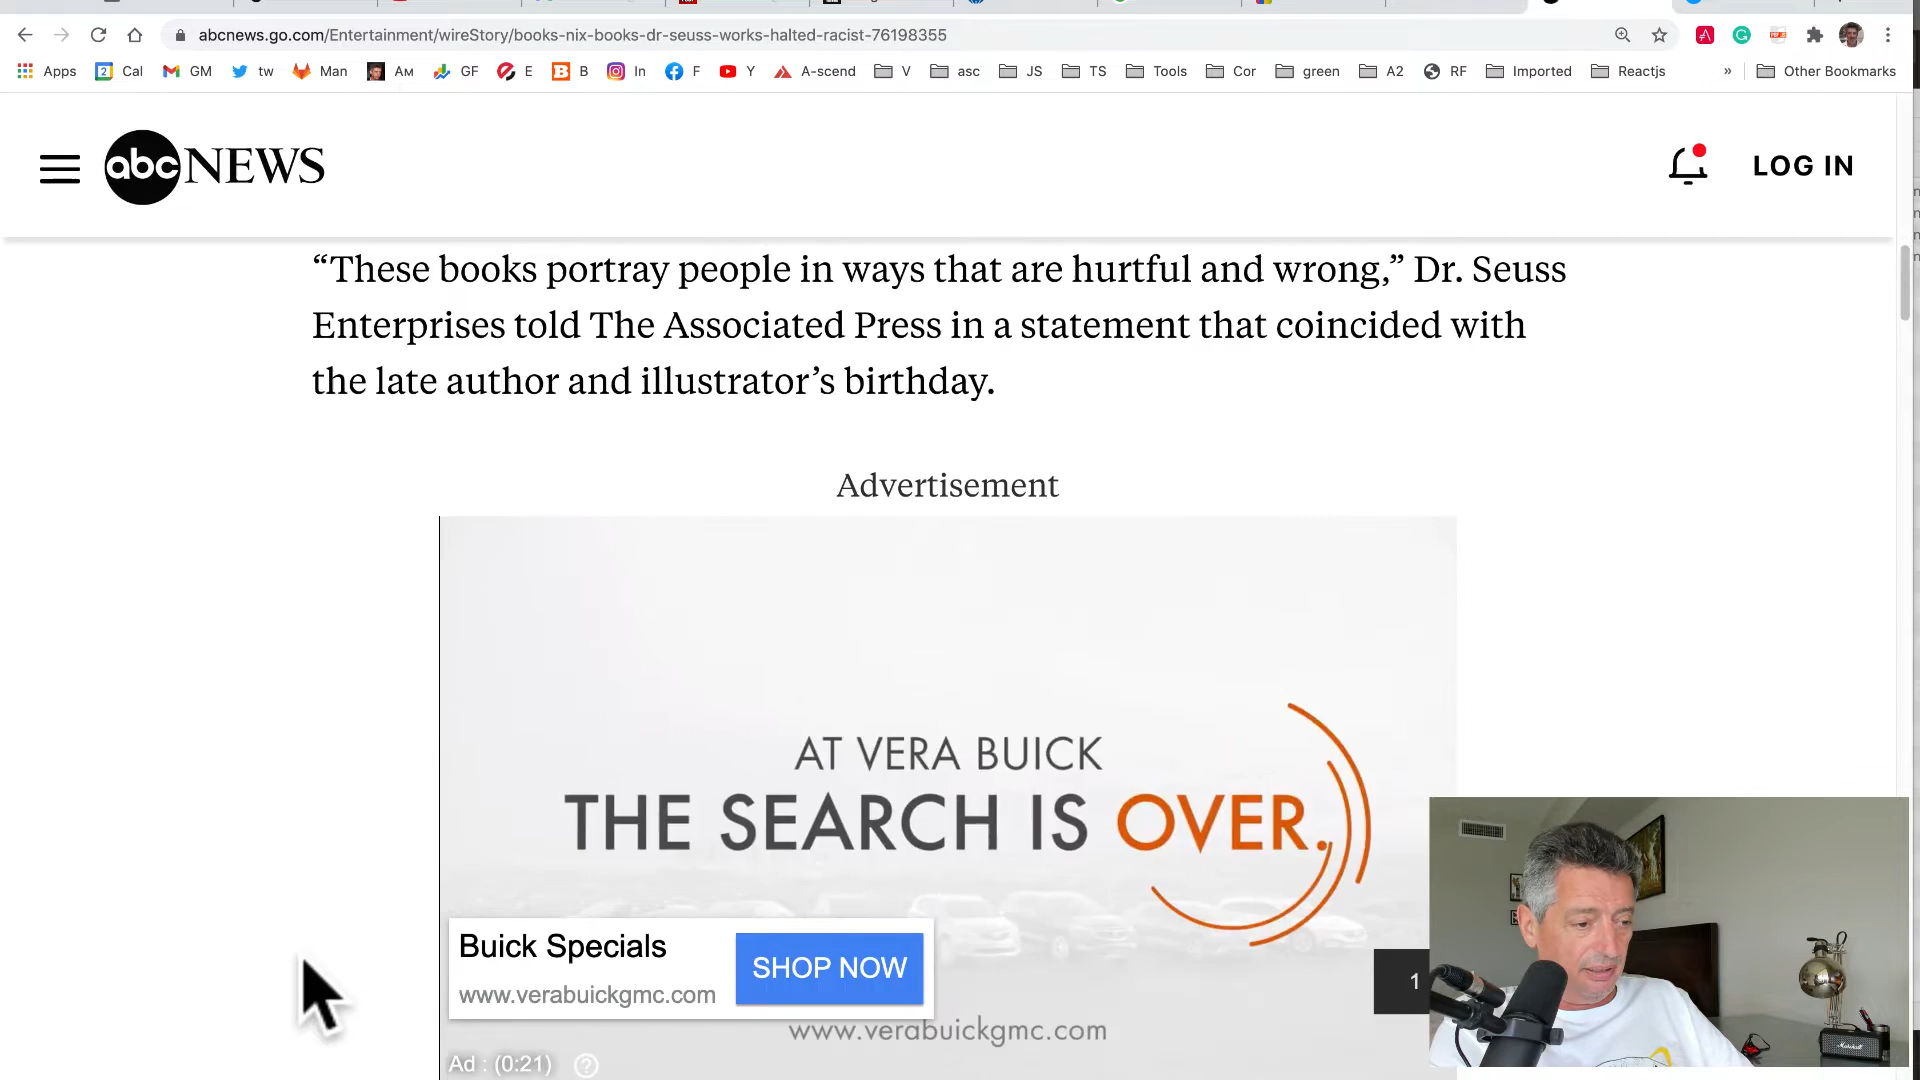 abcnews.go.com/Entertainment/wireStory/books-nix-books-dr-seuss-works-halted-racist-76198355
Apps Cal GM tw Man Ам GF E B In F Y A-scend V asc JS TS Tools Cor green A2 RF Imported Reactjs » Other Bookmarks
abc NEWS
LOG IN
“These books portray people in ways that are hurtful and wrong,” Dr. Seuss
Enterprises told The Associated Press in a statement that coincided with
the late author and illustrator’s birthday.
Advertisement
AT VERA BUICK
THE SEARCH IS OVER.
Buick Specials
SHOP NOW
www.verabuickgmc.com
1
www.verabuickgmc.com
Ad : (0:21) ?
Marshall